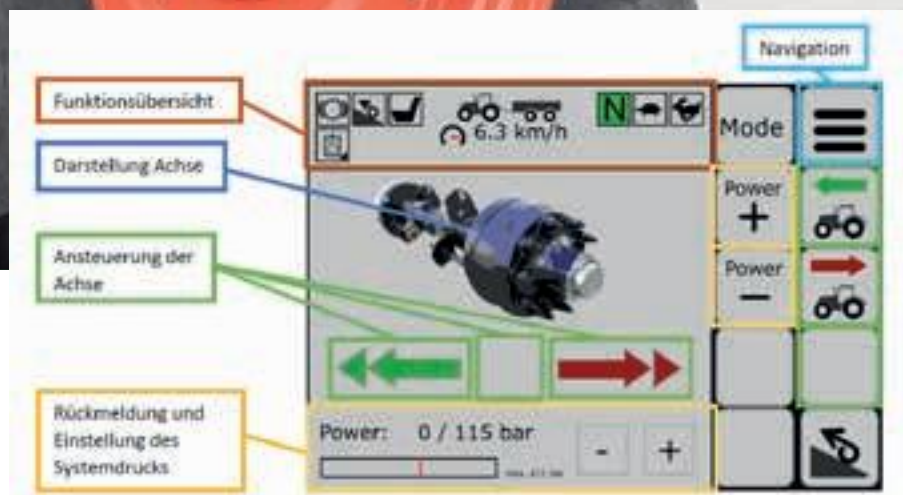 Navigation
Funktionsübersicht
6.3 km/h
N
Mode
Darstellung Achse
Power
+
Ansteuerung der
Achse
Power
-
Rückmeldung und
Einstellung des
Systemdrucks
Power: 0 / 115 bar
- +